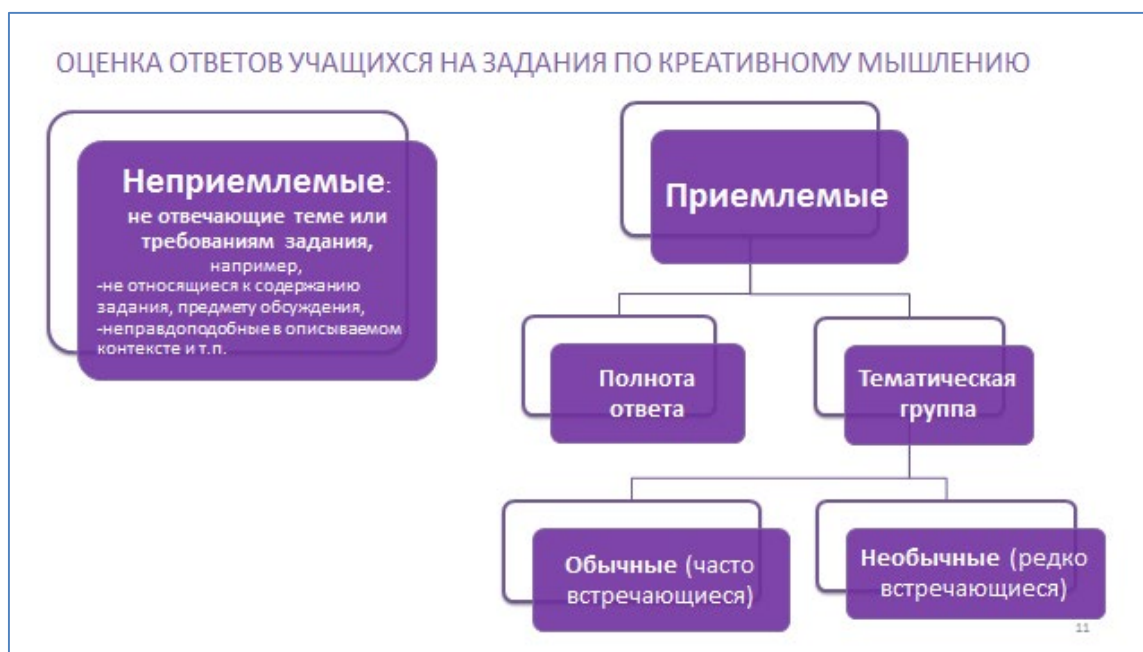 ОЦЕНКА ОТВЕТОВ УЧАЩИХСЯ НА ЗАДАНИЯ ПО КРЕАТИВНОМУ МЫШЛЕНИЮ
Неприемлемые:
не отвечающие теме или
требованиям задания,
например,
-не относящиеся к содержанию
задания, предмету обсуждения,
-неправдоподобные в описываемом
контексте и т.п.
Приемлемые
Полнота
ответа
Тематическая
группа
Обычные (часто
встречающиеся)
Необычные (редко
встречающиеся)
11